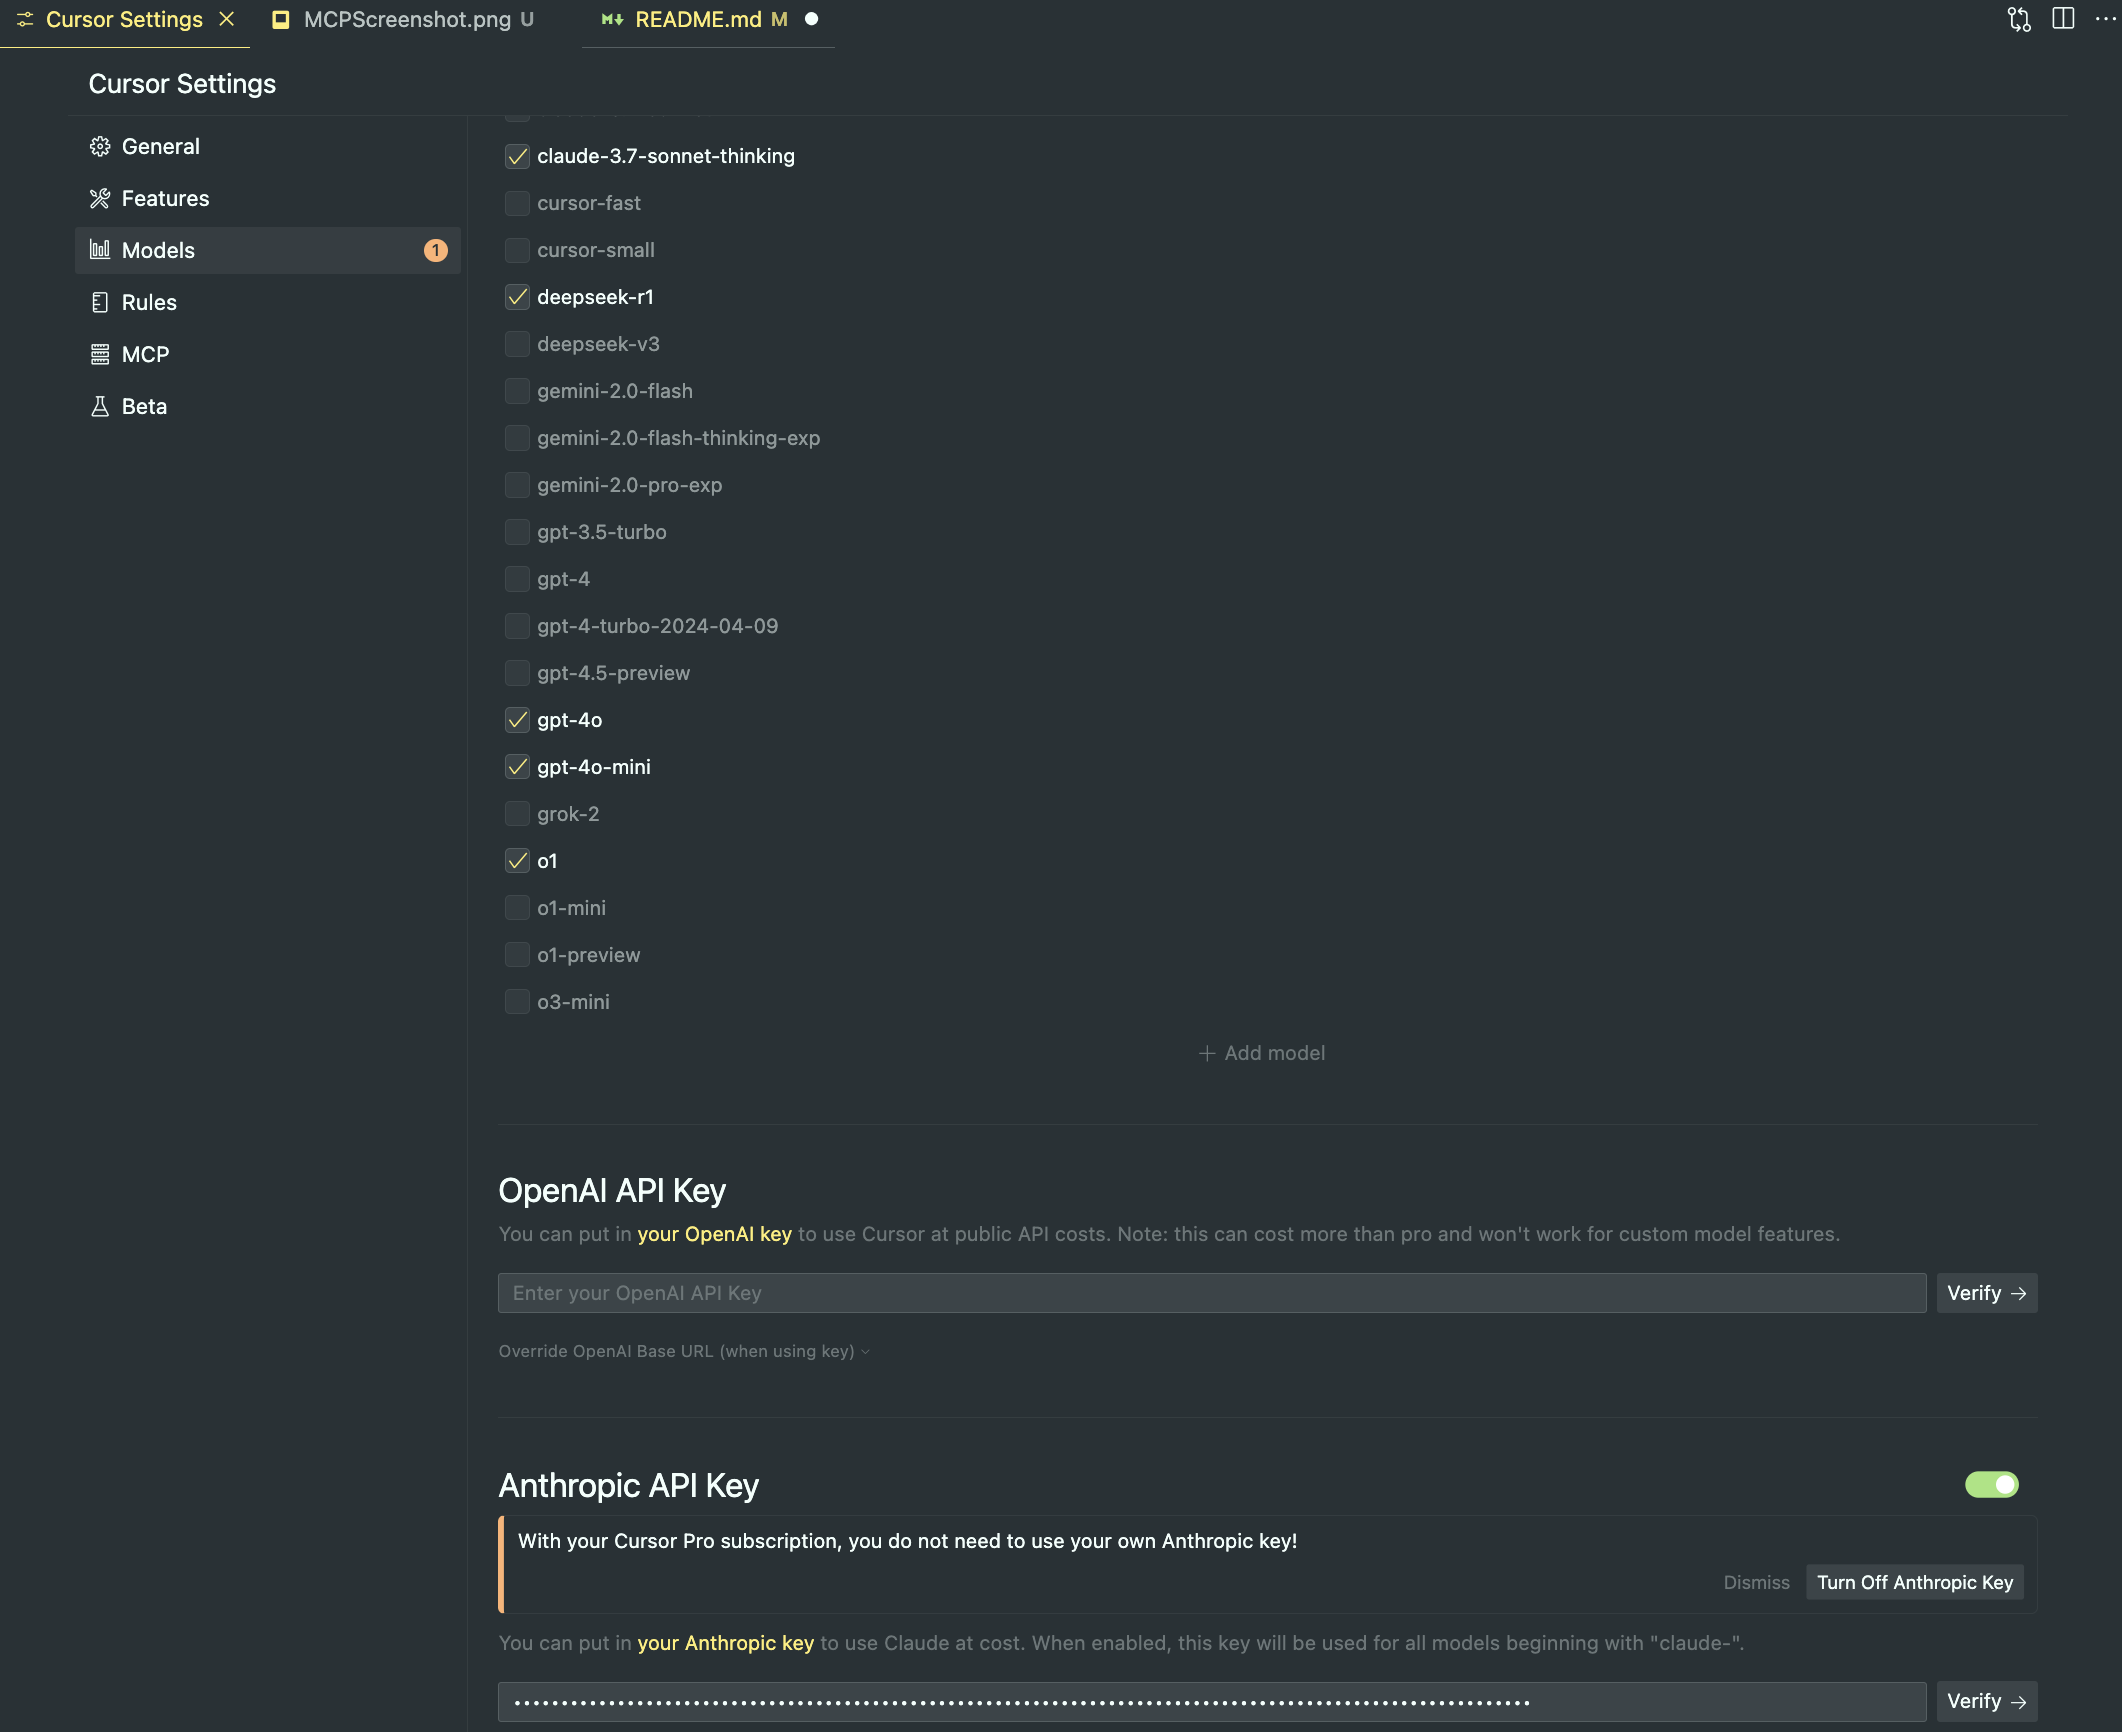 Cursor Settings
MCPScreenshot.png U
README.md M
Cursor Settings
General
Features
Models 1
Rules
MCP
Beta
claude-3.7-sonnet-thinking
cursor-fast
cursor-small
deepseek-r1
deepseek-v3
gemini-2.0-flash
gemini-2.0-flash-thinking-exp
gemini-2.0-pro-exp
gpt-3.5-turbo
gpt-4
gpt-4-turbo-2024-04-09
gpt-4.5-preview
gpt-4o
gpt-4o-mini
grok-2
o1
o1-mini
o1-preview
o3-mini
+ Add model
OpenAI API Key
You can put in your OpenAI key to use Cursor at public API costs. Note: this can cost more than pro and won't work for custom model features.
Enter your OpenAI API Key
Verify →
Override OpenAI Base URL (when using key)
Anthropic API Key
With your Cursor Pro subscription, you do not need to use your own Anthropic key!
Dismiss
Turn Off Anthropic Key
You can put in your Anthropic key to use Claude at cost. When enabled, this key will be used for all models beginning with "claude-".
Verify →